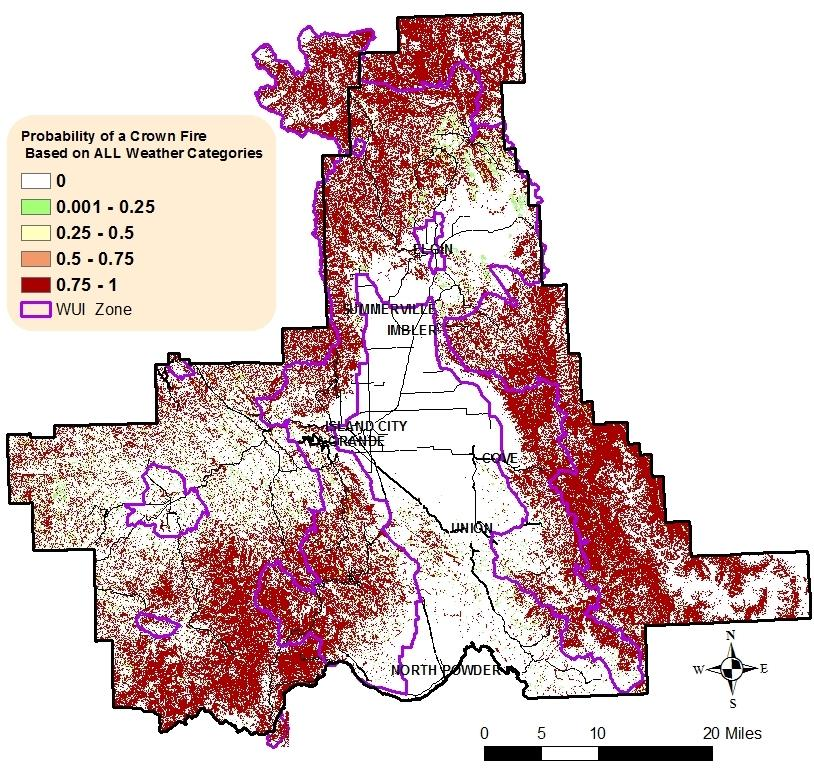 Probability of a Crown Fire
Based on ALL Weather Categories
0
0.001 - 0.25
0.25 - 0.5
0.5 - 0.75
0.75 - 1
WUI Zone
ELGIN
SUMMERVILLE
IMBLER
ISLAND CITY
GRANDE
COVE
UNION
NORTH POWDER
N
W E
S
0 5 10 20 Miles